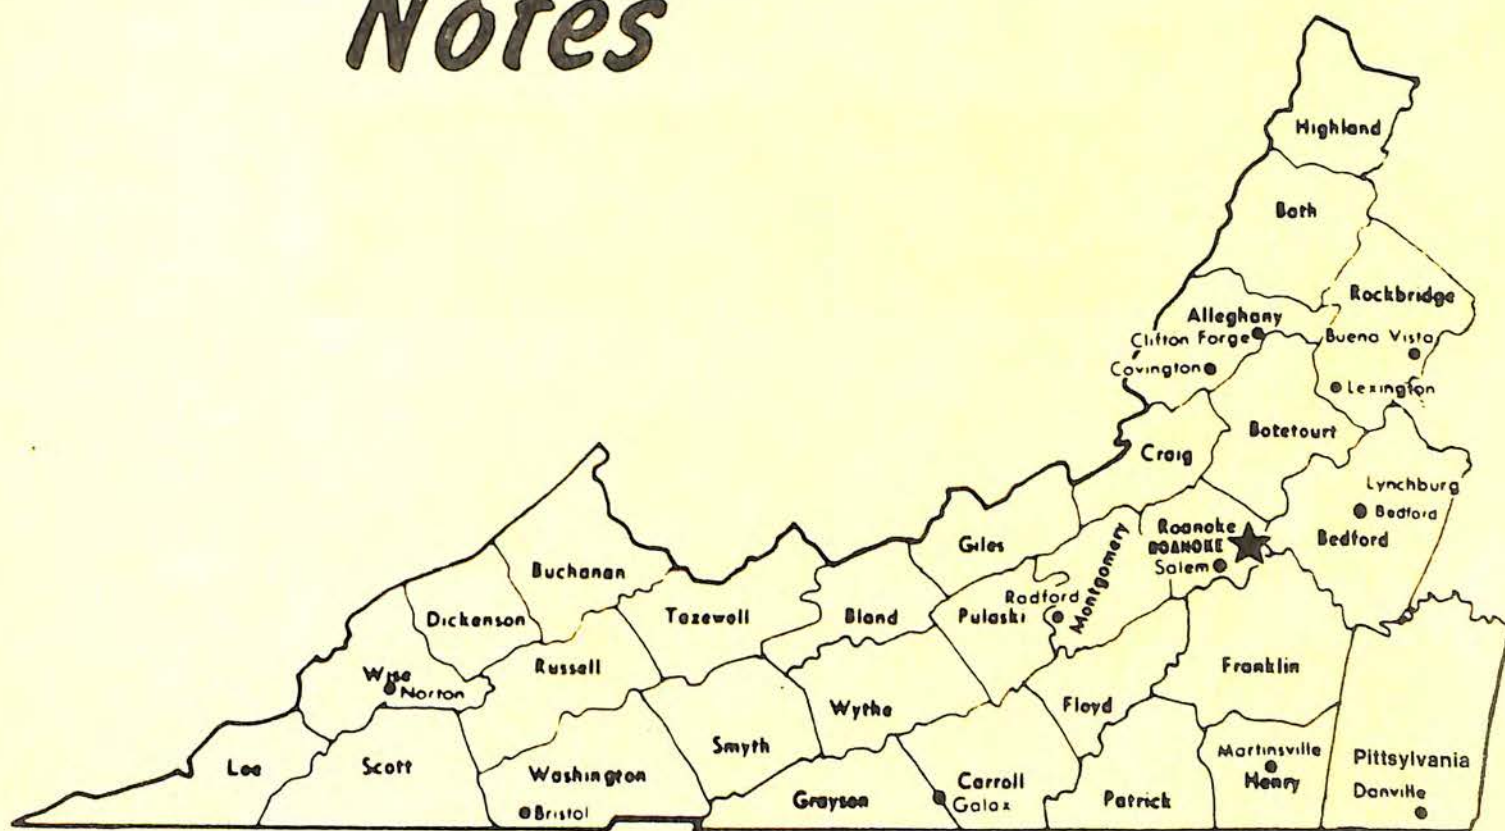 Notes
Highland
Bath
Rockbridge
Alleghany
Clifton Forge
Buena Vista
Covington
Lexington
Botetourt
Craig
Lynchburg
Bedford
Bedford
Roanoke
ROANOKE
Salem
Giles
Montgomery
Radford
Pulaski
Buchanan
Dickenson
Tazewell
Bland
Russell
Wise
Norton
Franklin
Floyd
Wythe
Smyth
Lee
Scott
Washington
Bristol
Grayson
Carroll
Galax
Patrick
Martinsville
Henry
Pittsylvania
Danville